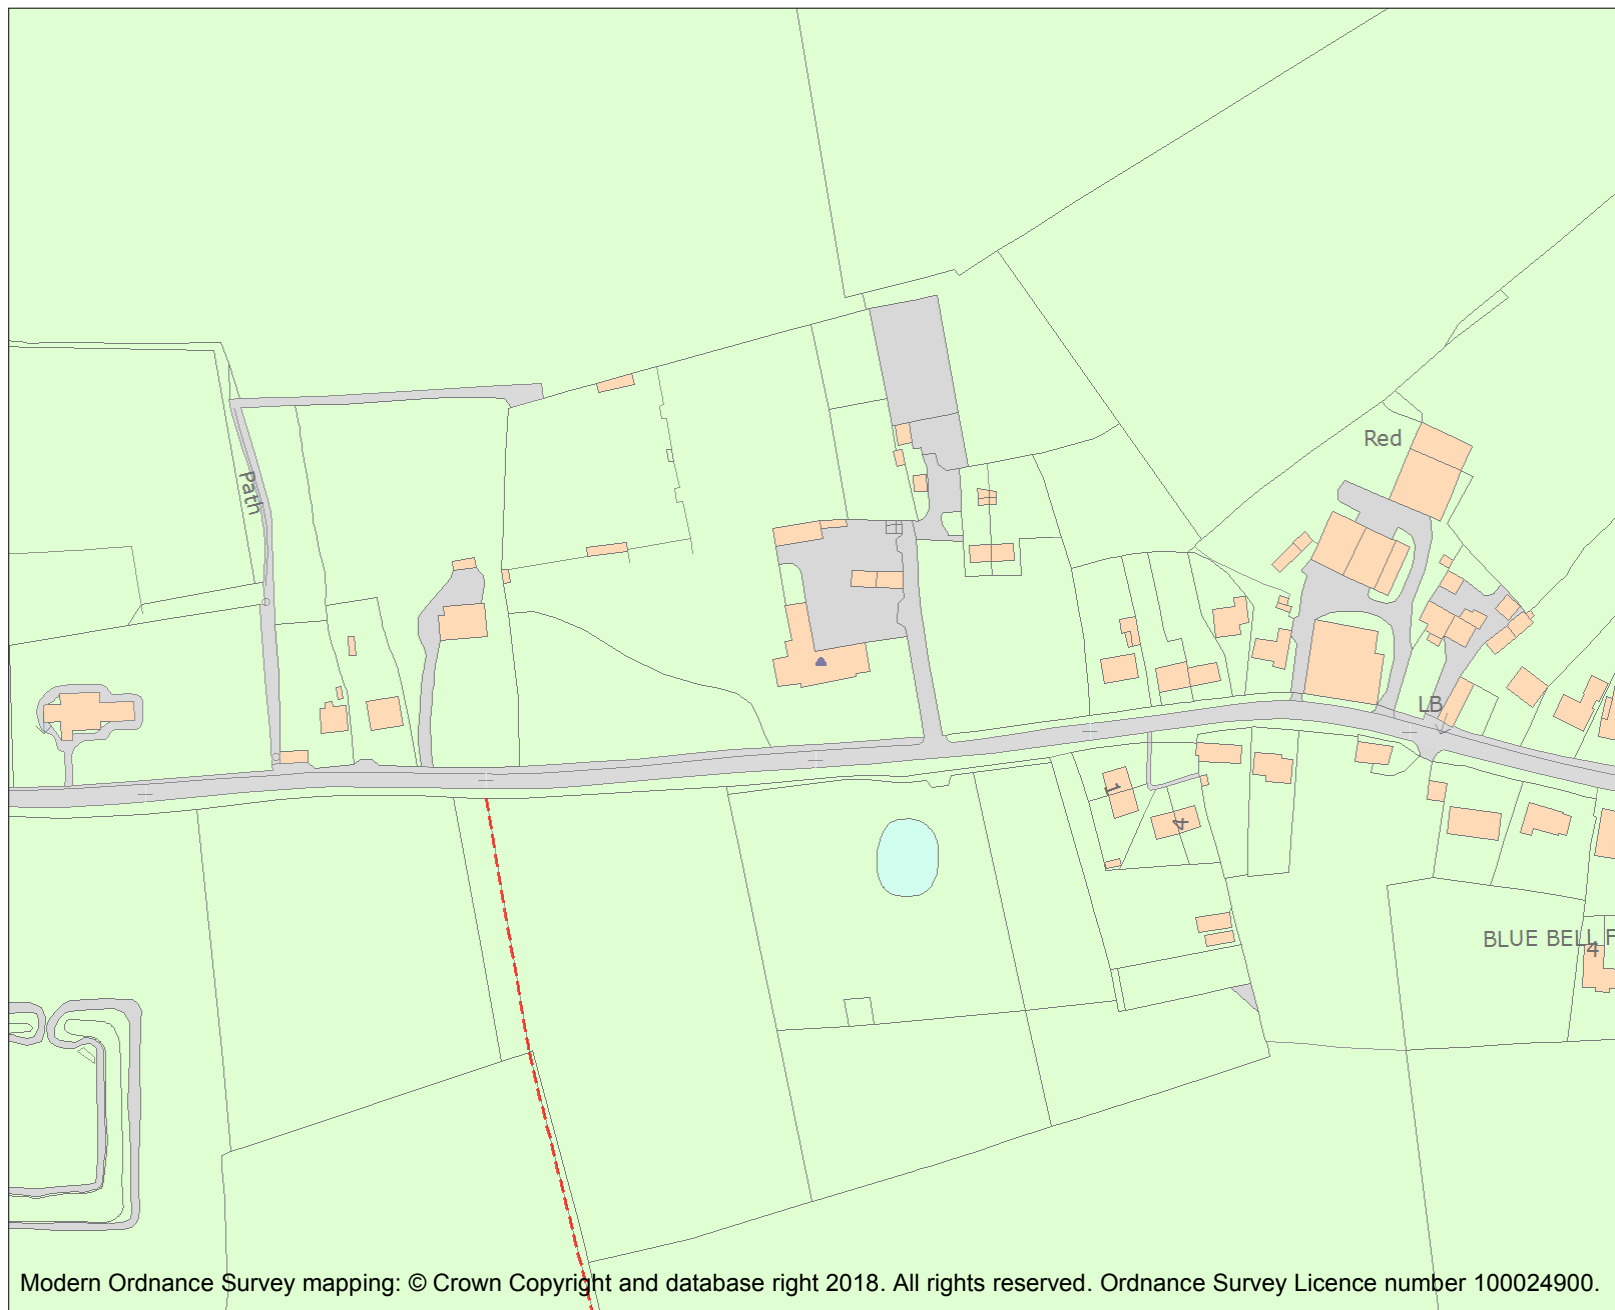 Red
Path
LB
1
4
BLUE BELL F
4
Modern Ordnance Survey mapping: © Crown Copyright and database right 2018. All rights reserved. Ordnance Survey Licence number 100024900.